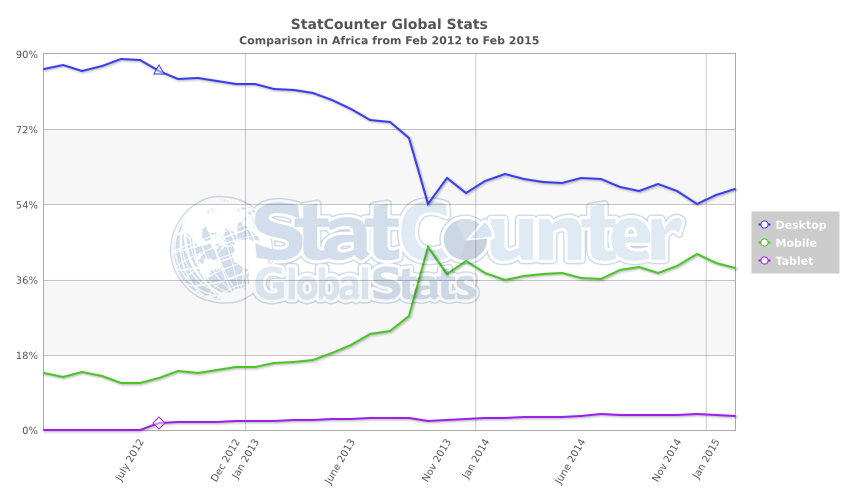 StatCounter Global Stats
Comparison in Africa from Feb 2012 to Feb 2015
90%
72%
54%
36%
18%
0%
StatCounter
GlobalStats
Desktop
Mobile
Tablet
July 2012
Dec 2012
Jan 2013
June 2013
Nov 2013
Jan 2014
June 2014
Nov 2014
Jan 2015